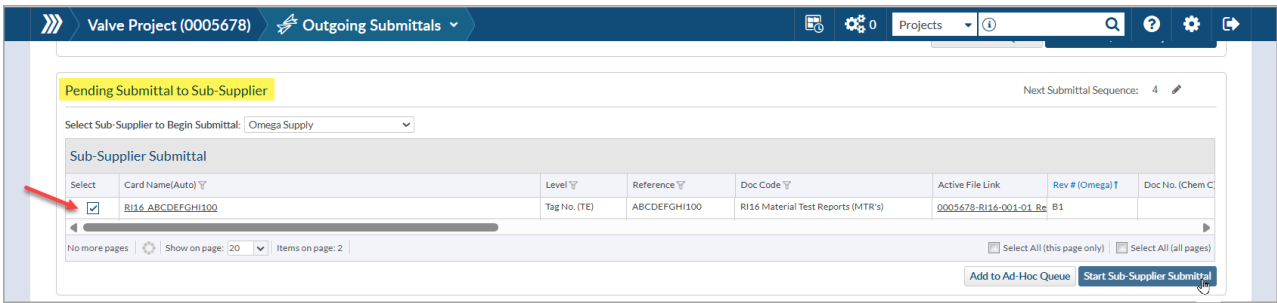 Valve Project (0005678) Outgoing Submittals 0 Projects
Pending Submittal to Sub-Supplier Next Submittal Sequence: 4
Select Sub-Supplier to Begin Submittal: Omega Supply
Sub-Supplier Submittal
Select Card Name(Auto) Level Reference Doc Code Active File Link Rev # (Omega) Doc No. (Chem C
RI16 ABCDEFGHI100 Tag No. (TE) ABCDEFGHI100 RI16 Material Test Reports (MTR's) 0005678-RI16-001-01 Re B1
No more pages Show on page: 20 Items on page: 2 Select All (this page only) Select All (all pages)
Add to Ad-Hoc Queue Start Sub-Supplier Submittal